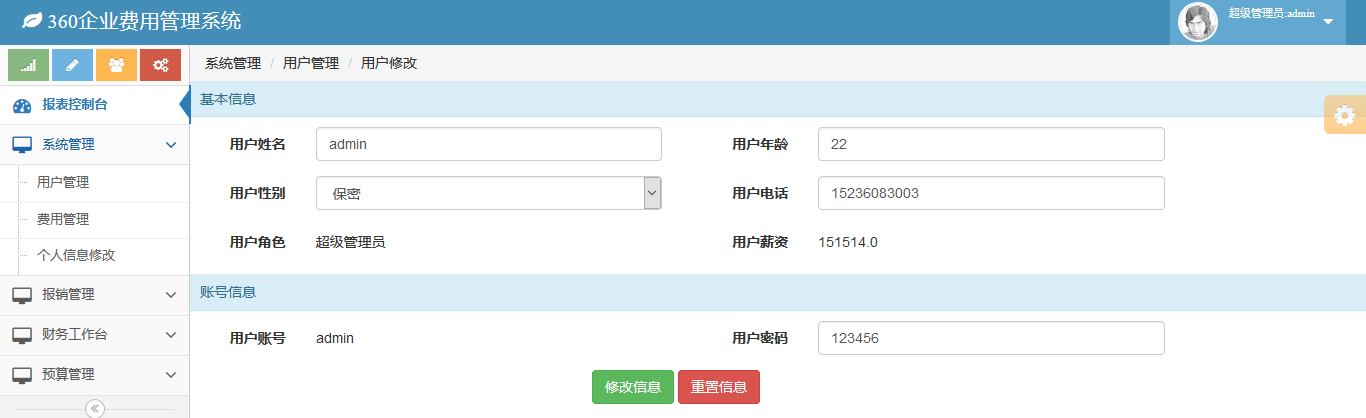 360企业费用管理系统
超级管理员:admin
系统管理 / 用户管理 / 用户修改
报表控制台
基本信息
系统管理
用户姓名 admin 用户年龄 22
用户管理
用户性别 保密 用户电话 15236083003
费用管理
用户角色 超级管理员 用户薪资 151514.0
个人信息修改
报销管理
账号信息
财务工作台
用户账号 admin 用户密码 123456
预算管理
修改信息 重置信息